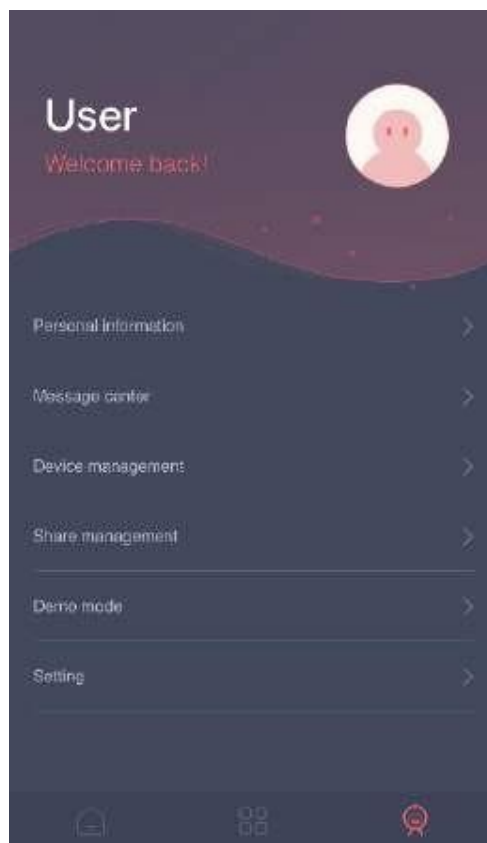 User
Welcome back!
Personal information
Message center
Device management
Share management
Demo mode
Setting